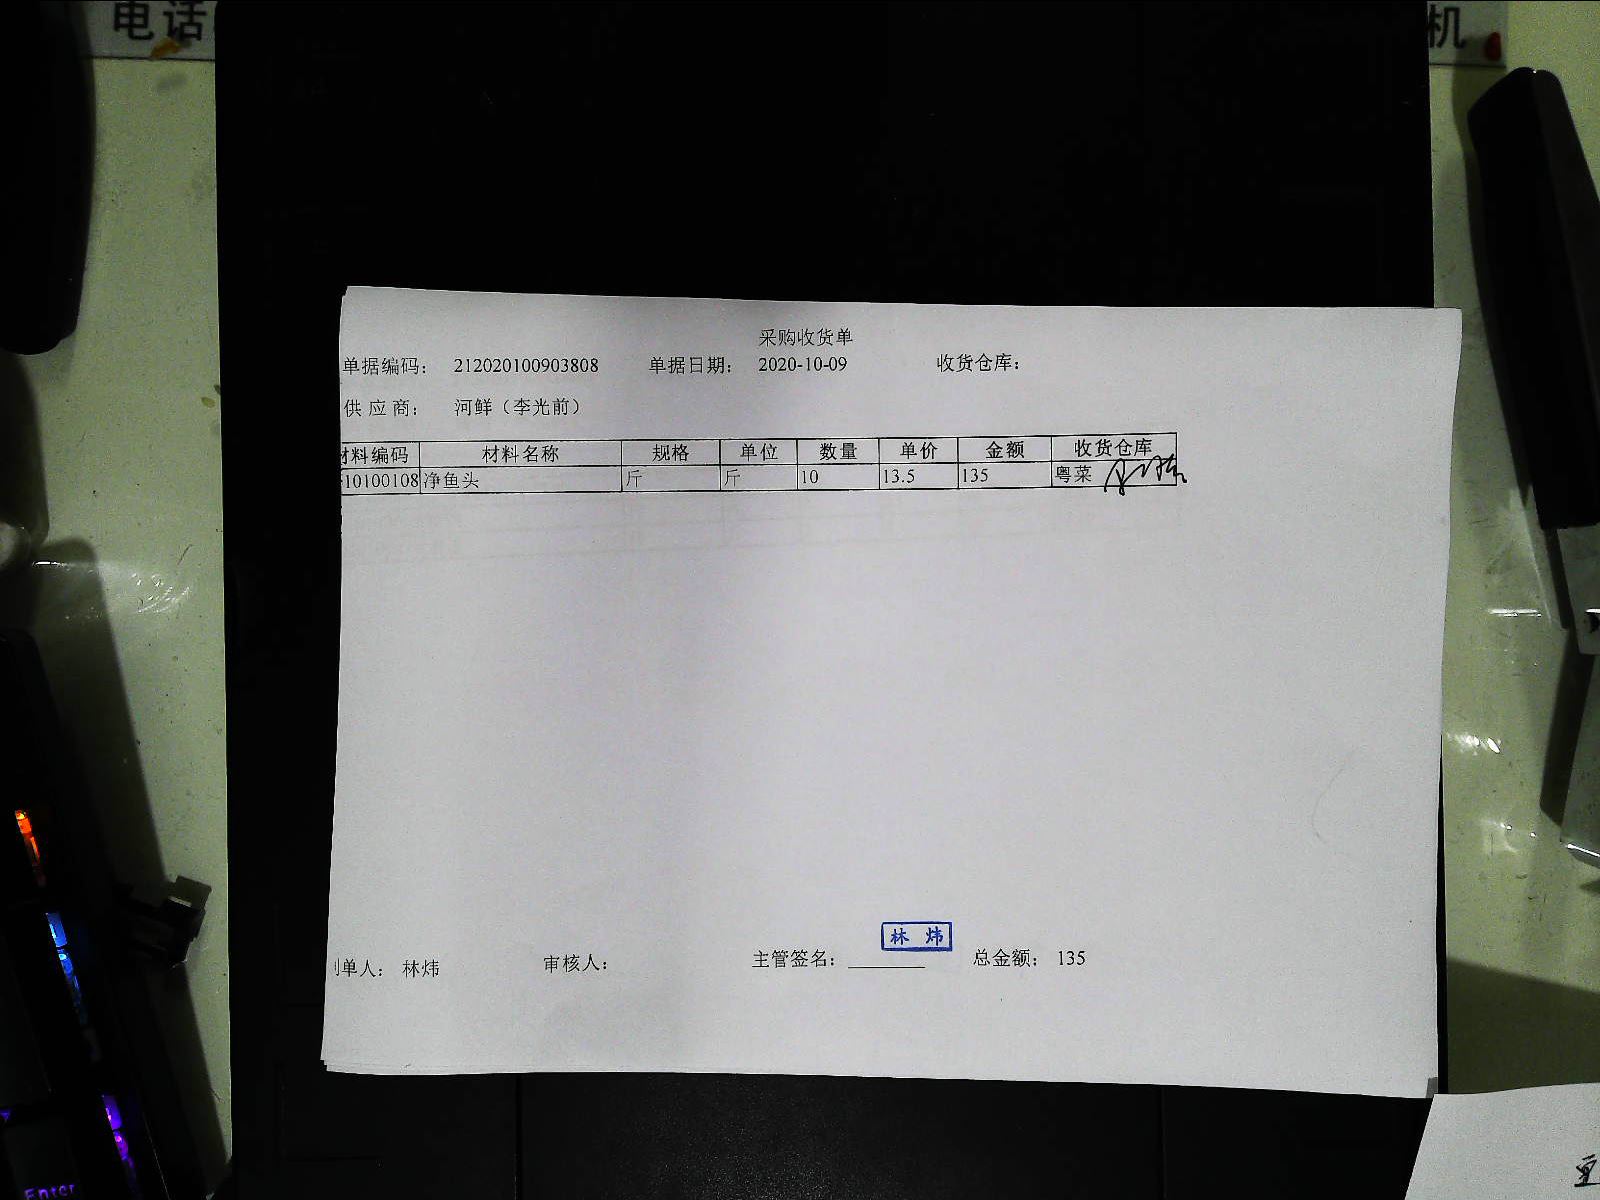 电话 机
采购收货单
单据编码： 212020100903808 单据日期： 2020-10-09 收货仓库：
供应商： 河鲜（李光前）
材料编码 材料名称 规格 单位 数量 单价 金额 收货仓库
10100108 净鱼头 斤 斤 10 13.5 135 粤菜
林 炜
制单人： 林炜 审核人： 主管签名： 总金额： 135
Enter